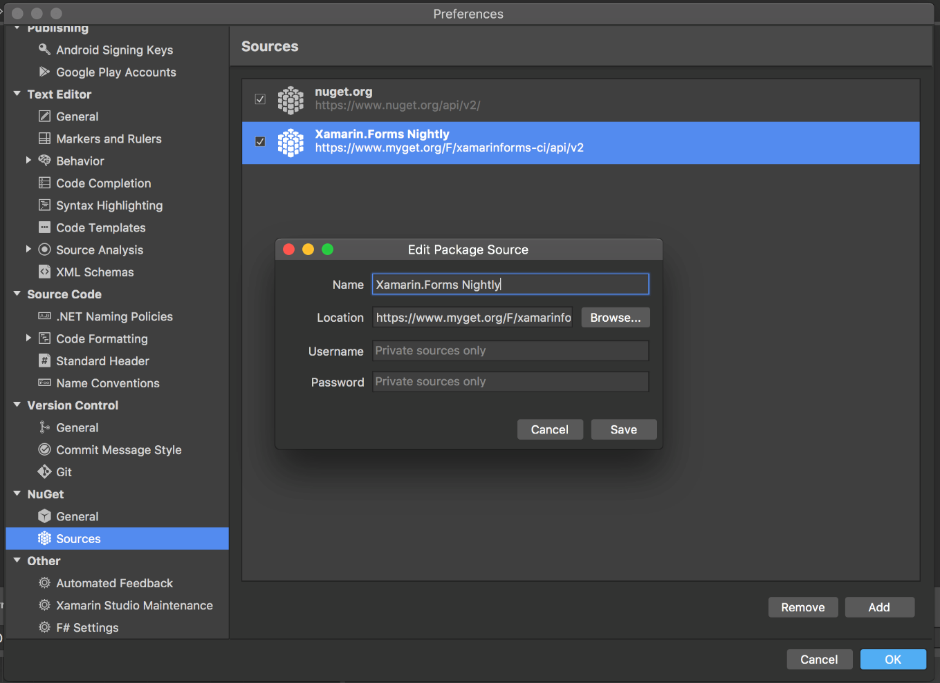 Preferences
Publishing
Android Signing Keys
Google Play Accounts
Text Editor
General
Markers and Rulers
Behavior
Code Completion
Syntax Highlighting
Code Templates
Source Analysis
XML Schemas
Source Code
.NET Naming Policies
Code Formatting
Standard Header
Name Conventions
Version Control
General
Commit Message Style
Git
NuGet
General
Sources
Other
Automated Feedback
Xamarin Studio Maintenance
F# Settings
Sources
nuget.org
https://www.nuget.org/api/v2/
Xamarin.Forms Nightly
https://www.myget.org/F/xamarinforms-ci/api/v2
Edit Package Source
Name Xamarin.Forms Nightly
Location https://www.myget.org/F/xamarinfo Browse...
Username Private sources only
Password Private sources only
Cancel Save
Remove Add
Cancel OK